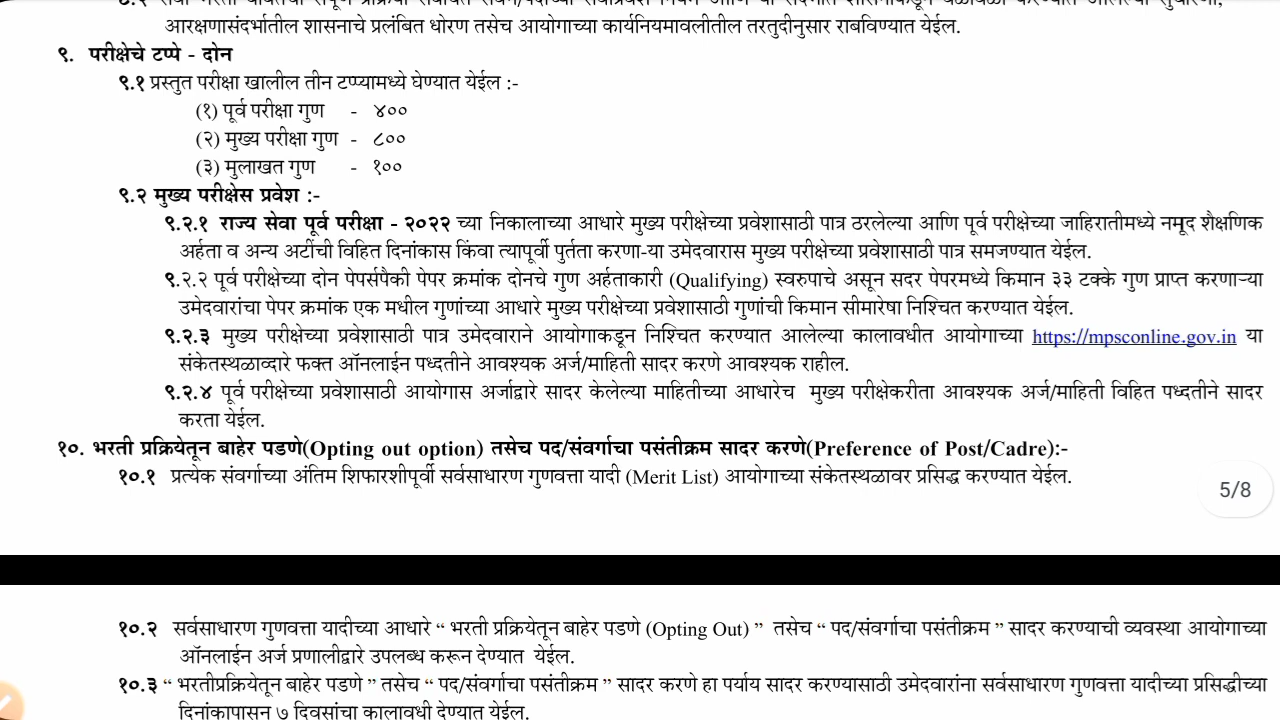 आरक्षणासंदर्भातील शासनाचे प्रलंबित धोरण तसेच आयोगाच्या कार्यनियमावलीतील तरतुदीनुसार राबविण्यात येईल.
९. परीक्षेचे टप्पे - दोन
९.१ प्रस्तुत परीक्षा खालील तीन टप्प्यामध्ये घेण्यात येईल :-
(१) पूर्व परीक्षा गुण - ४००
(२) मुख्य परीक्षा गुण - ८००
(३) मुलाखत गुण - १००
९.२ मुख्य परीक्षेस प्रवेश :-
९.२.१ राज्य सेवा पूर्व परीक्षा - २०२२ च्या निकालाच्या आधारे मुख्य परीक्षेच्या प्रवेशासाठी पात्र ठरलेल्या आणि पूर्व परीक्षेच्या जाहिरातीमध्ये नमूद शैक्षणिक
अर्हता व अन्य अटींची विहित दिनांकास किंवा त्यापूर्वी पुर्तता करणा-या उमेदवारास मुख्य परीक्षेच्या प्रवेशासाठी पात्र समजण्यात येईल.
९.२.२ पूर्व परीक्षेच्या दोन पेपर्सपैकी पेपर क्रमांक दोनचे गुण अर्हताकारी (Qualifying) स्वरुपाचे असून सदर पेपरमध्ये किमान ३३ टक्के गुण प्राप्त करणाऱ्या
उमेदवारांचा पेपर क्रमांक एक मधील गुणांच्या आधारे मुख्य परीक्षेच्या प्रवेशासाठी गुणांची किमान सीमारेषा निश्चित करण्यात येईल.
९.२.३ मुख्य परीक्षेच्या प्रवेशासाठी पात्र उमेदवाराने आयोगाकडून निश्चित करण्यात आलेल्या कालावधीत आयोगाच्या https://mpsconline.gov.in या
संकेतस्थळाव्दारे फक्त ऑनलाईन पध्दतीने आवश्यक अर्ज/माहिती सादर करणे आवश्यक राहील.
९.२.४ पूर्व परीक्षेच्या प्रवेशासाठी आयोगास अर्जाद्वारे सादर केलेल्या माहितीच्या आधारेच मुख्य परीक्षेकरीता आवश्यक अर्ज/माहिती विहित पध्दतीने सादर
करता येईल.
१०. भरती प्रक्रियेतून बाहेर पडणे(Opting out option) तसेच पद/संवर्गाचा पसंतीक्रम सादर करणे(Preference of Post/Cadre):-
१०.१ प्रत्येक संवर्गाच्या अंतिम शिफारशीपूर्वी सर्वसाधारण गुणवत्ता यादी (Merit List) आयोगाच्या संकेतस्थळावर प्रसिद्ध करण्यात येईल.
5/8
१०.२ सर्वसाधारण गुणवत्ता यादीच्या आधारे “ भरती प्रक्रियेतून बाहेर पडणे (Opting Out) ” तसेच “ पद/संवर्गाचा पसंतीक्रम ” सादर करण्याची व्यवस्था आयोगाच्या
ऑनलाईन अर्ज प्रणालीद्वारे उपलब्ध करून देण्यात येईल.
१०.३ “ भरतीप्रक्रियेतून बाहेर पडणे ” तसेच “ पद/संवर्गाचा पसंतीक्रम ” सादर करणे हा पर्याय सादर करण्यासाठी उमेदवारांना सर्वसाधारण गुणवत्ता यादीच्या प्रसिद्धीच्या
दिनांकापासून ७ दिवसांचा कालावधी देण्यात येईल.